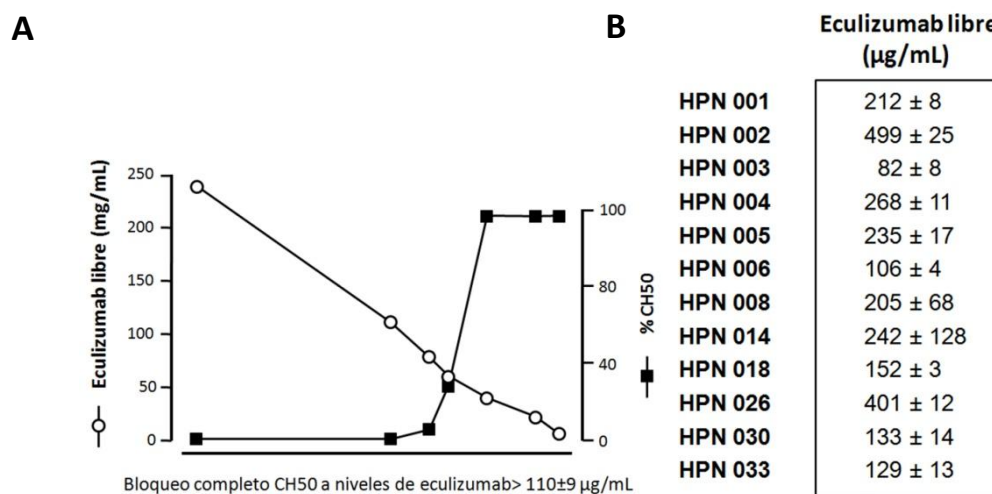 A
Eculizumab libre (mg/mL)
250
200
150
100
50
0
100
80
40
0
% CH50
Bloqueo completo CH50 a niveles de eculizumab> 110±9 µg/mL
B
Eculizumab libre
(µg/mL)
HPN 001 212 ± 8
HPN 002 499 ± 25
HPN 003 82 ± 8
HPN 004 268 ± 11
HPN 005 235 ± 17
HPN 006 106 ± 4
HPN 008 205 ± 68
HPN 014 242 ± 128
HPN 018 152 ± 3
HPN 026 401 ± 12
HPN 030 133 ± 14
HPN 033 129 ± 13